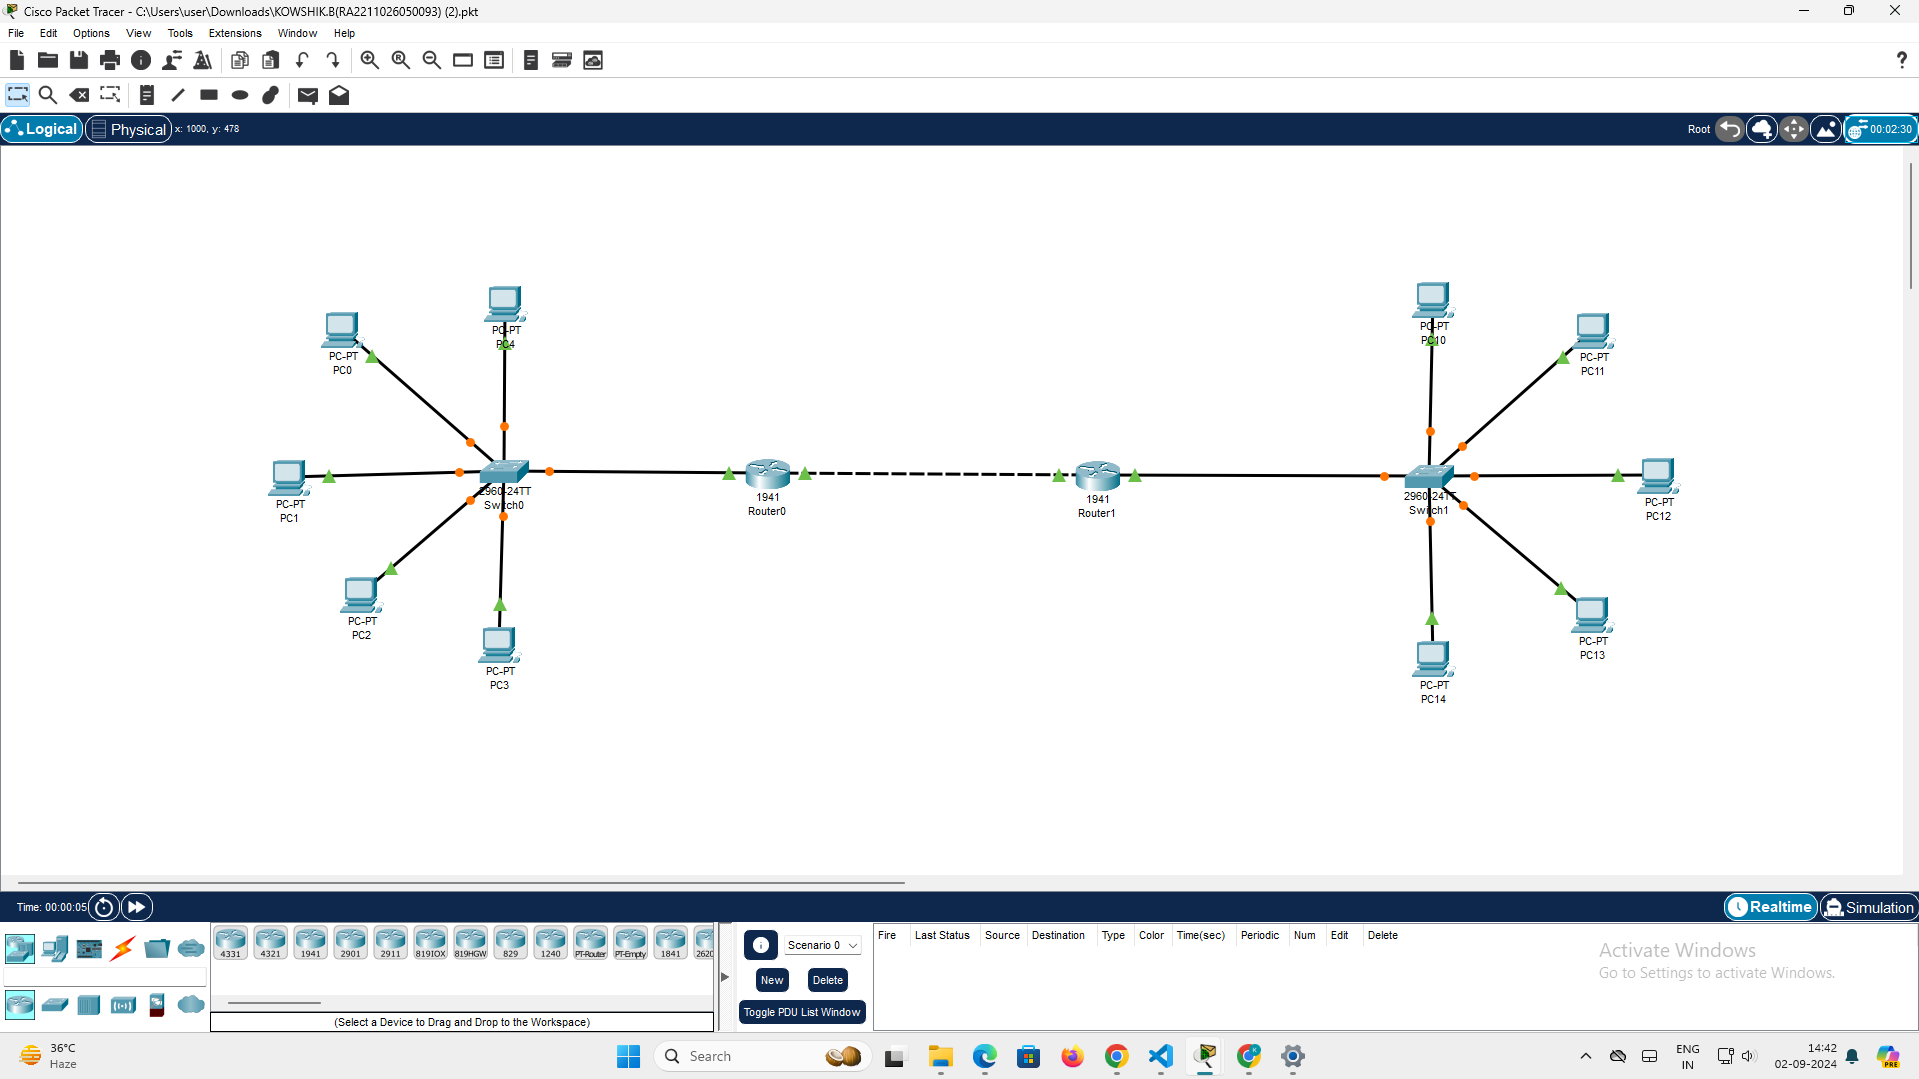 Cisco Packet Tracer - C:\Users\user\Downloads\KOWSHIK.B(RA2211026050093) (2).pkt
File Edit Options View Tools Extensions Window Help
Logical Physical x: 1000, y: 478 Root 00:02:30
PC-PT
PC4
PC-PT
PC0
PC-PT
PC1
PC-PT
PC2
PC-PT
PC3
2960-24TT
Switch0
1941
Router0
1941
Router1
2960-24TT
Switch1
PC-PT
PC10
PC-PT
PC11
PC-PT
PC12
PC-PT
PC13
PC-PT
PC14
Time: 00:00:05 Realtime Simulation
4331 4321 1941 2901 2911 819IOX 819HGW 829 1240 PT-Router PT-Empty 1841 2620
(Select a Device to Drag and Drop to the Workspace)
Scenario 0
New Delete
Toggle PDU List Window
Fire Last Status Source Destination Type Color Time(sec) Periodic Num Edit Delete
Activate Windows
Go to Settings to activate Windows.
36°C
Haze
Search
PRE
ENG
IN
14:42
02-09-2024